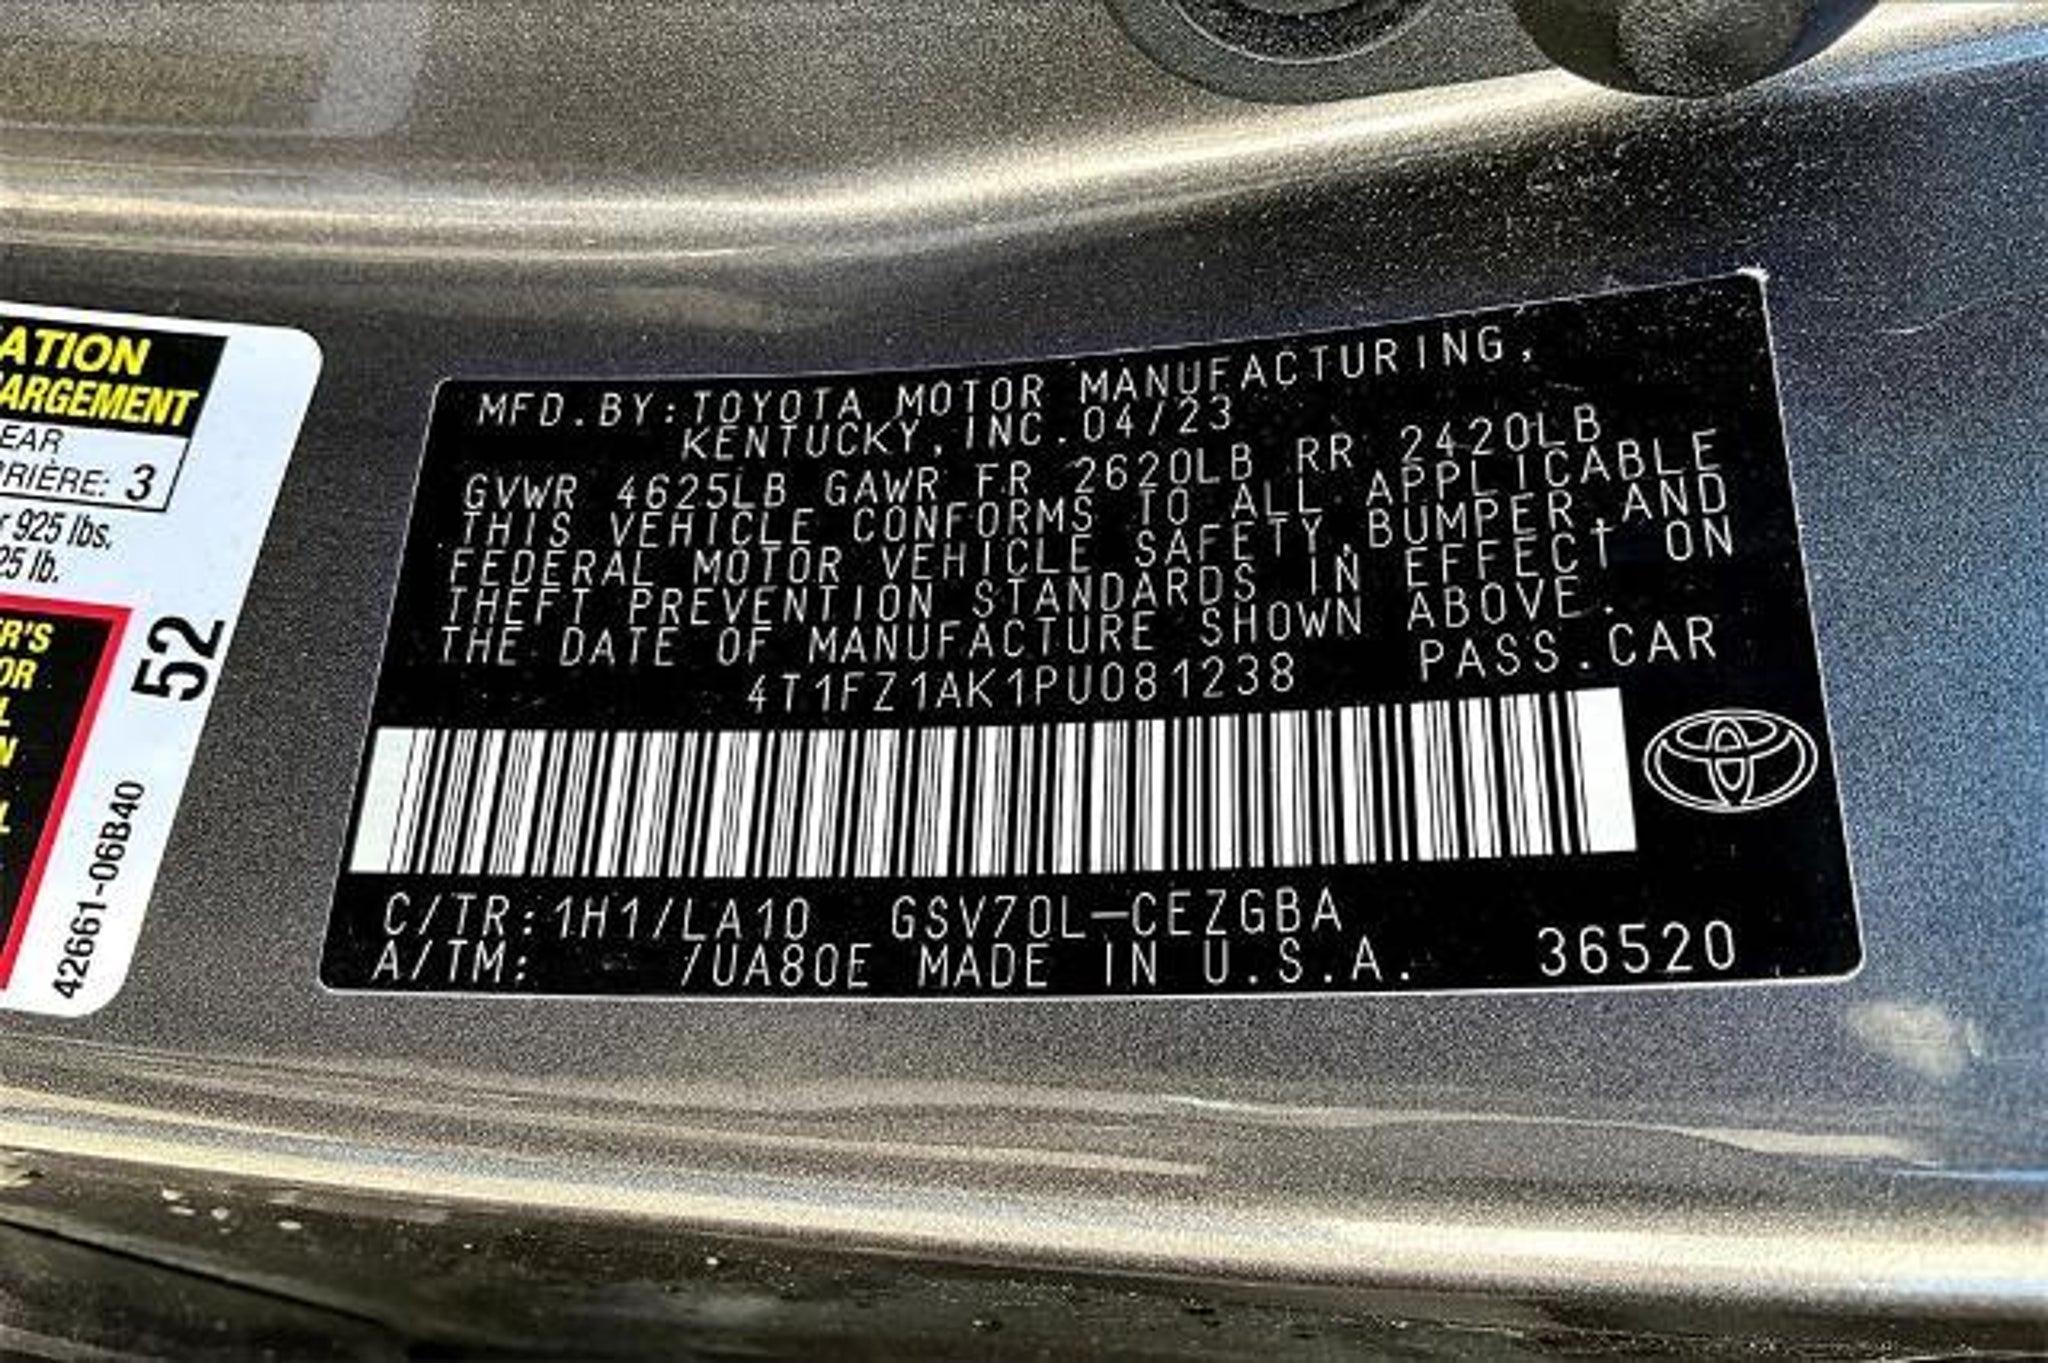 ATION
ARGEMENT
EAR
RIÈRE: 3
925 lbs.
25 lb.
ER'S
OR
L
N
L
52
42661-06B40
MFD.BY:TOYOTA MOTOR MANUFACTURING,
KENTUCKY,INC.04/23
GVWR 4625LB GAWR FR 2620LB RR 2420LB
THIS VEHICLE CONFORMS TO ALL APPLICABLE
FEDERAL MOTOR VEHICLE SAFETY,BUMPER,AND
THEFT PREVENTION STANDARDS IN EFFECT ON
THE DATE OF MANUFACTURE SHOWN ABOVE.
4T1FZ1AK1PU081238 PASS.CAR
C/TR:1H1/LA10 GSV70L-CEZGBA
A/TM: /UA80E MADE IN U.S.A. 36520